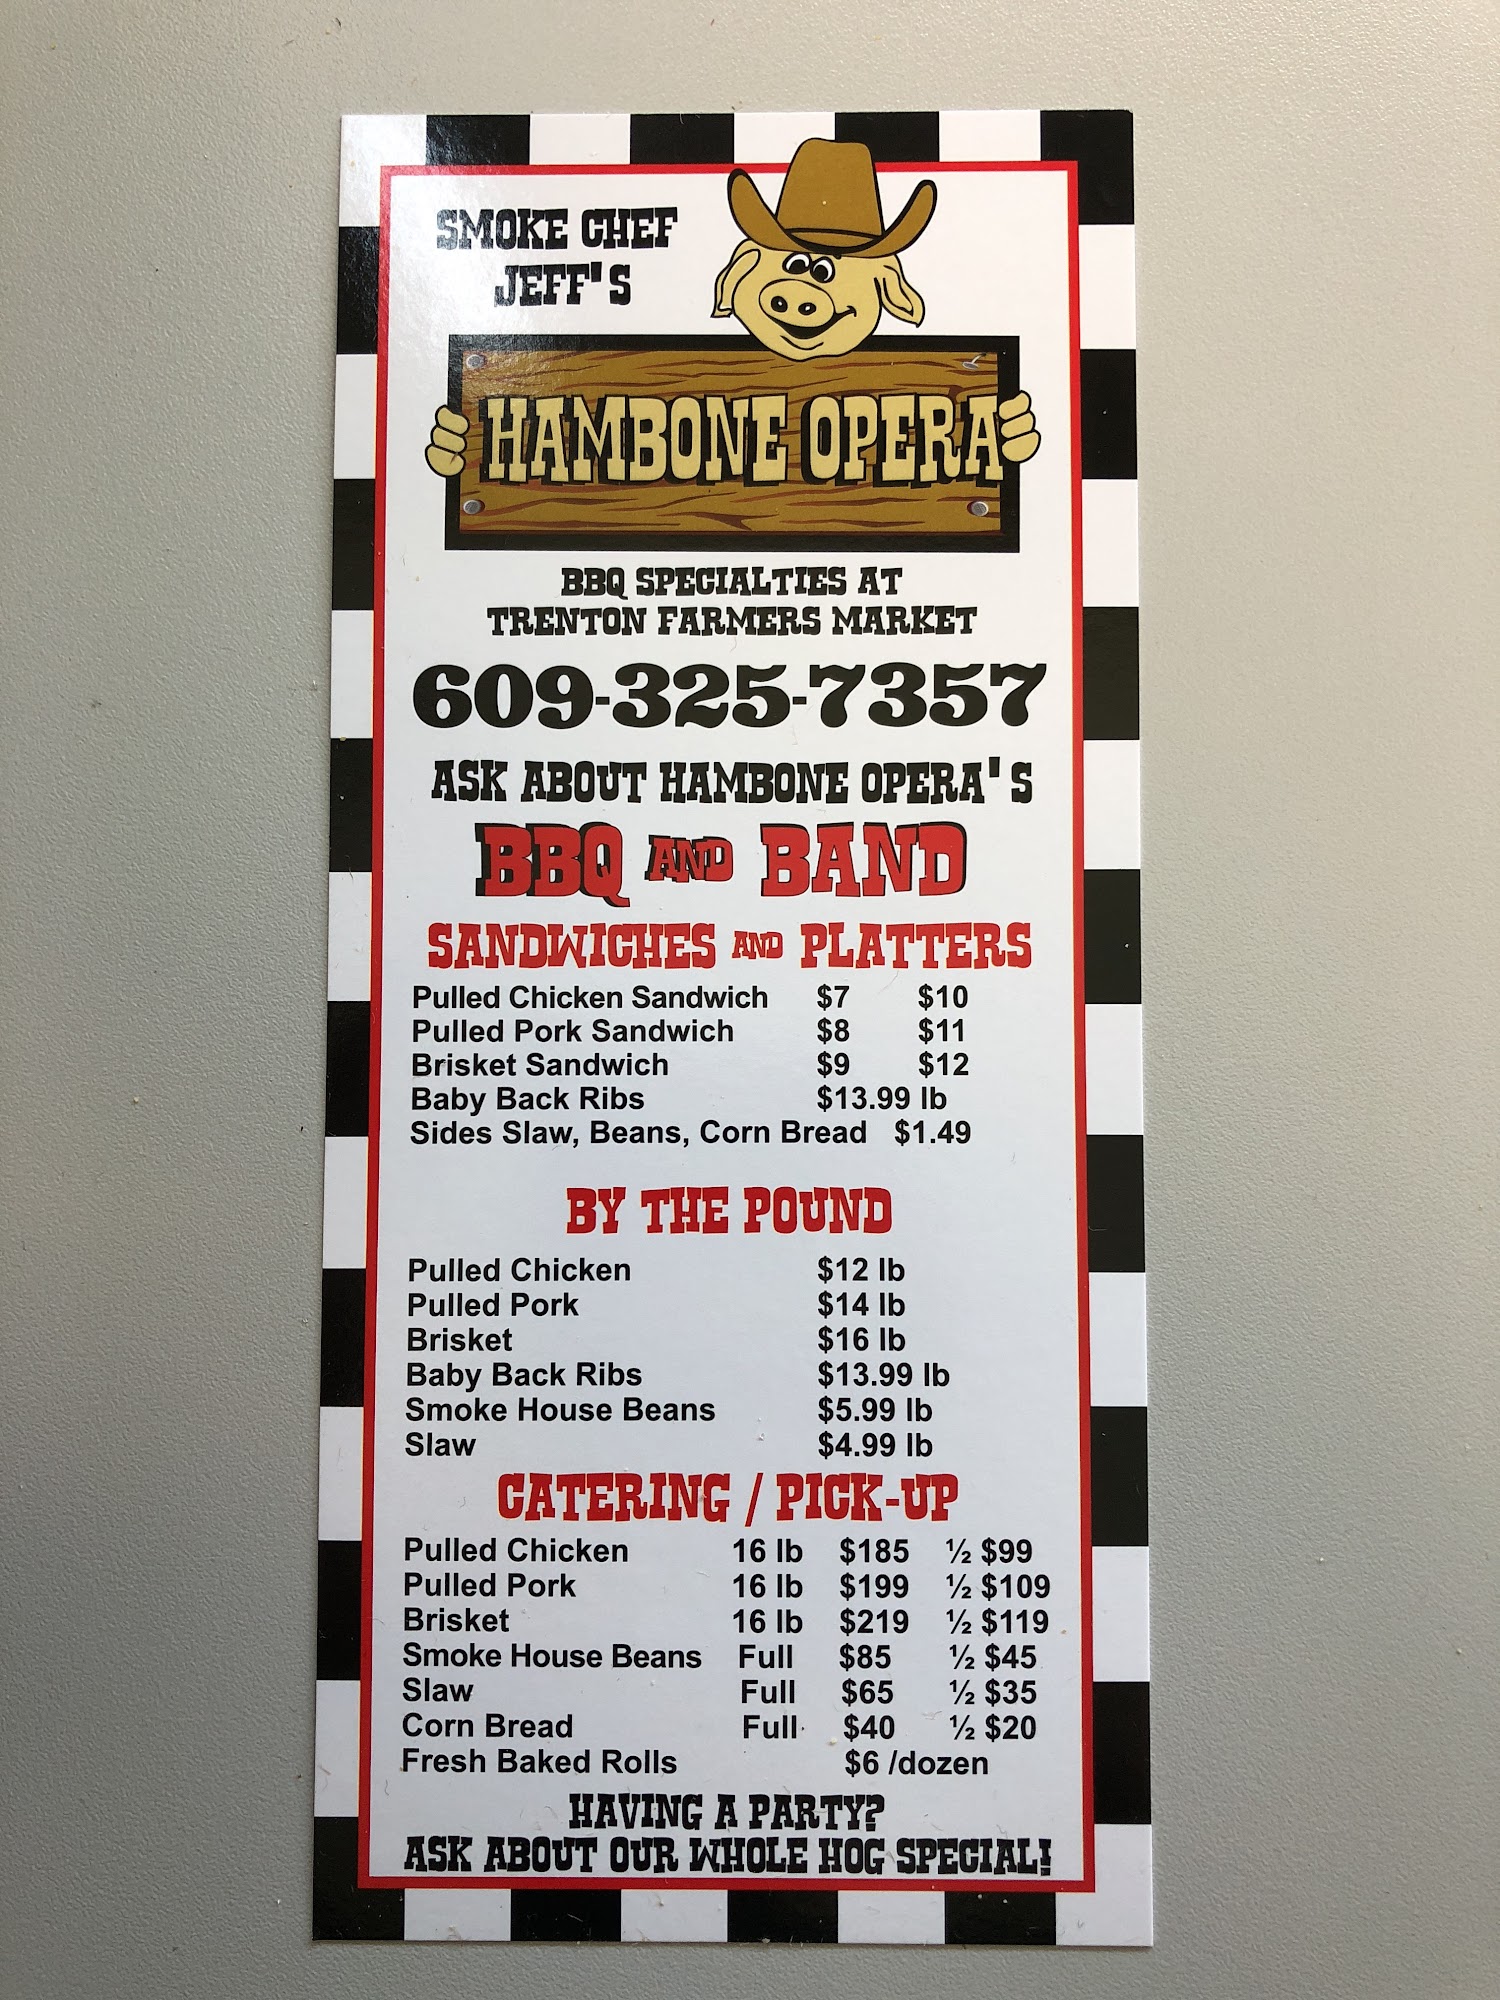 SMOKE CHEF
JEFF'S
HAMBONE OPERA
BBQ SPECIALTIES AT
TRENTON FARMERS MARKET
609-325-7357
ASK ABOUT HAMBONE OPERA'S
BBQ AND BAND
SANDWICHES AND PLATTERS
Pulled Chicken Sandwich $7 $10
Pulled Pork Sandwich $8 $11
Brisket Sandwich $9 $12
Baby Back Ribs $13.99 lb
Sides Slaw, Beans, Corn Bread $1.49
BY THE POUND
Pulled Chicken $12 lb
Pulled Pork $14 lb
Brisket $16 lb
Baby Back Ribs $13.99 lb
Smoke House Beans $5.99 lb
Slaw $4.99 lb
CATERING / PICK-UP
Pulled Chicken 16 lb $185 ½ $99
Pulled Pork 16 lb $199 ½ $109
Brisket 16 lb $219 ½ $119
Smoke House Beans Full $85 ½ $45
Slaw Full $65 ½ $35
Corn Bread Full $40 ½ $20
Fresh Baked Rolls $6 /dozen
HAVING A PARTY?
ASK ABOUT OUR WHOLE HOG SPECIAL!